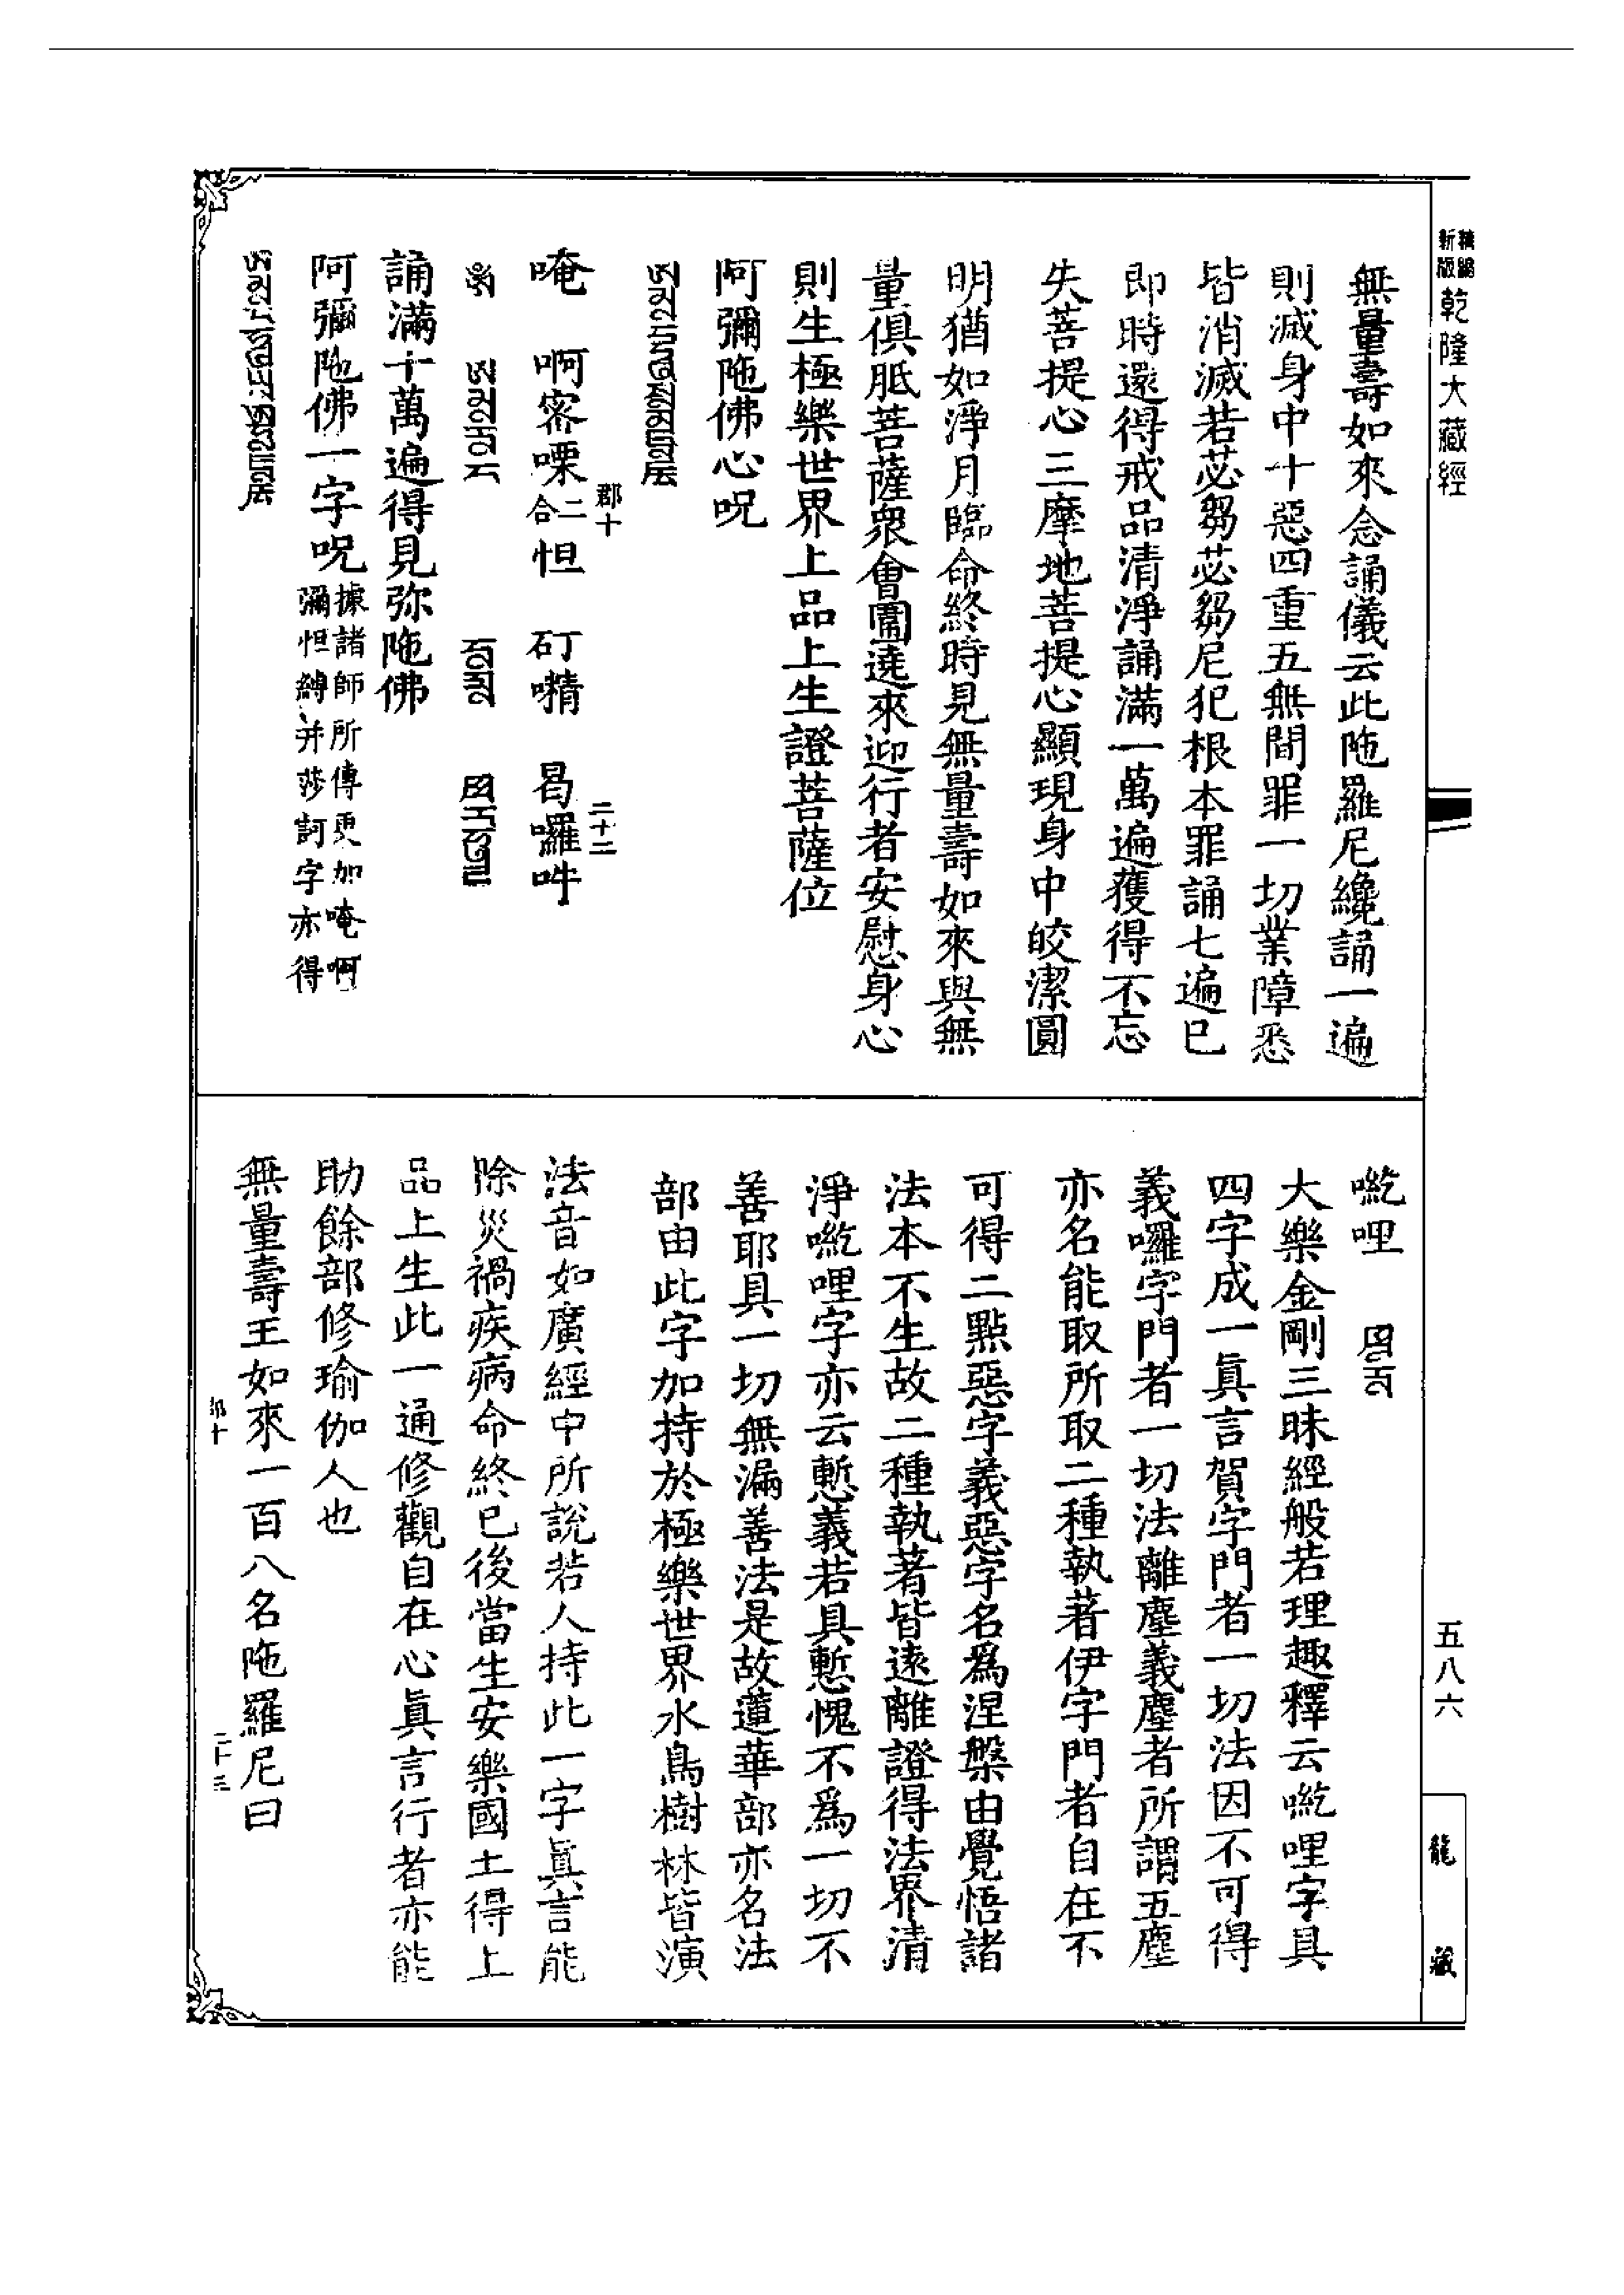 新編
縮版
乾隆大藏經
無量壽如來念誦儀云此陁羅尼纔誦一遍
則滅身中十惡四重五無間罪一切業障悉
皆消滅若苾芻苾芻尼犯根本罪誦七遍已
即時還得戒品清淨誦滿一萬遍獲得不忘
失菩提心三摩地菩提心顯現身中皎潔圓
明猶如淨月臨命終時見無量壽如來與無
量俱胝菩薩衆會圍遶來迎行者安慰身心
則生極樂世界上品上生證菩薩位
阿彌陁佛心呪
郡十
二十二
唵 啊宻㗚二合怛 矴㘑 曷囉吽
誦滿十萬遍得見弥陁佛
阿彌陁佛一字呪據諸師所傳更加唵啊
彌怛縛并莎訶字亦得
㘕哩
大樂金剛三昧經般若理趣釋云㘕哩字具
四字成一眞言賀字門者一切法因不可得
義囉字門者一切法離塵義塵者所謂五塵
亦名能取所取二種執著伊字門者自在不
可得二㸃惡字義惡字名爲涅槃由覺悟諸
法本不生故二種執著皆遠離證得法界清
淨㘕哩字亦云慙義若具慙愧不爲一切不
善耶具一切無漏善法是故蓮華部亦名法
部由此字加持於極樂世界水鳥樹林皆演
法音如廣經中所說若人持此一字眞言能
除災禍疾病命終已後當生安樂國土得上
品上生此一通修觀自在心眞言行者亦能
助餘部修瑜伽人也
無量壽王如來一百八名陁羅尼曰
郡十
二十三
五八六
龍藏